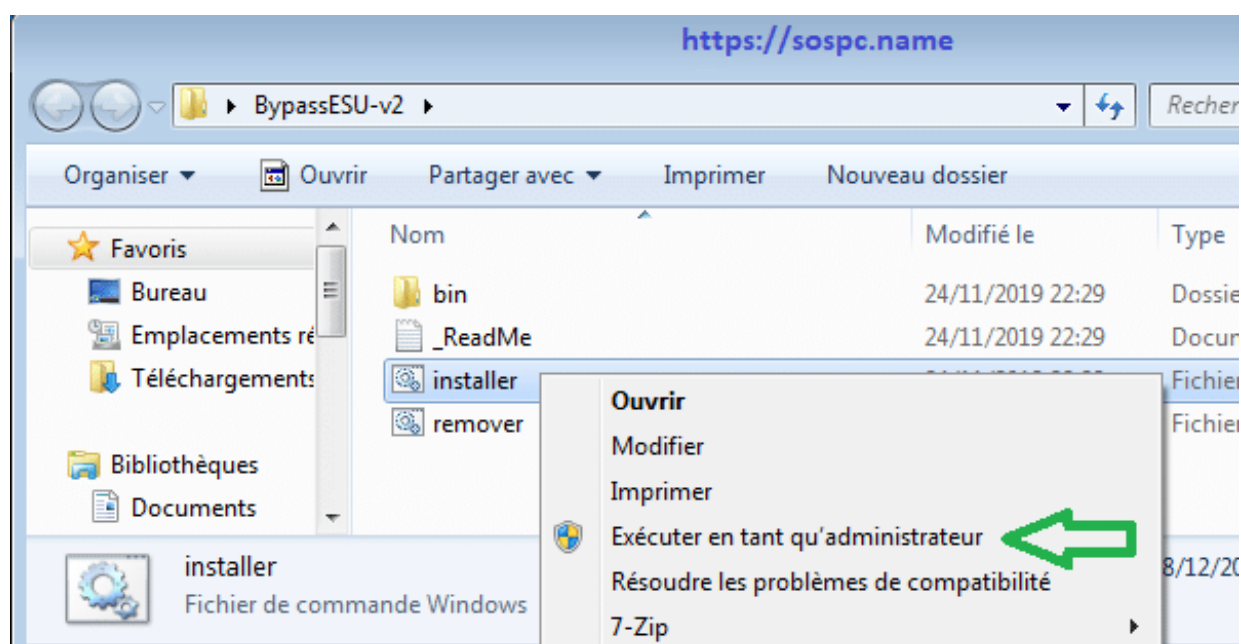 https://sospc.name
BypassESU-v2
Recher
Organiser Ouvrir Partager avec Imprimer Nouveau dossier
Favoris
Bureau
Emplacements ré
Téléchargements
Bibliothèques
Documents
Nom Modifié le Type
bin 24/11/2019 22:29 Dossie
_ReadMe 24/11/2019 22:29 Docum
installer Fichier
remover Fichier
Ouvrir
Modifier
Imprimer
Exécuter en tant qu'administrateur
Résoudre les problèmes de compatibilité
7-Zip
installer 8/12/20
Fichier de commande Windows